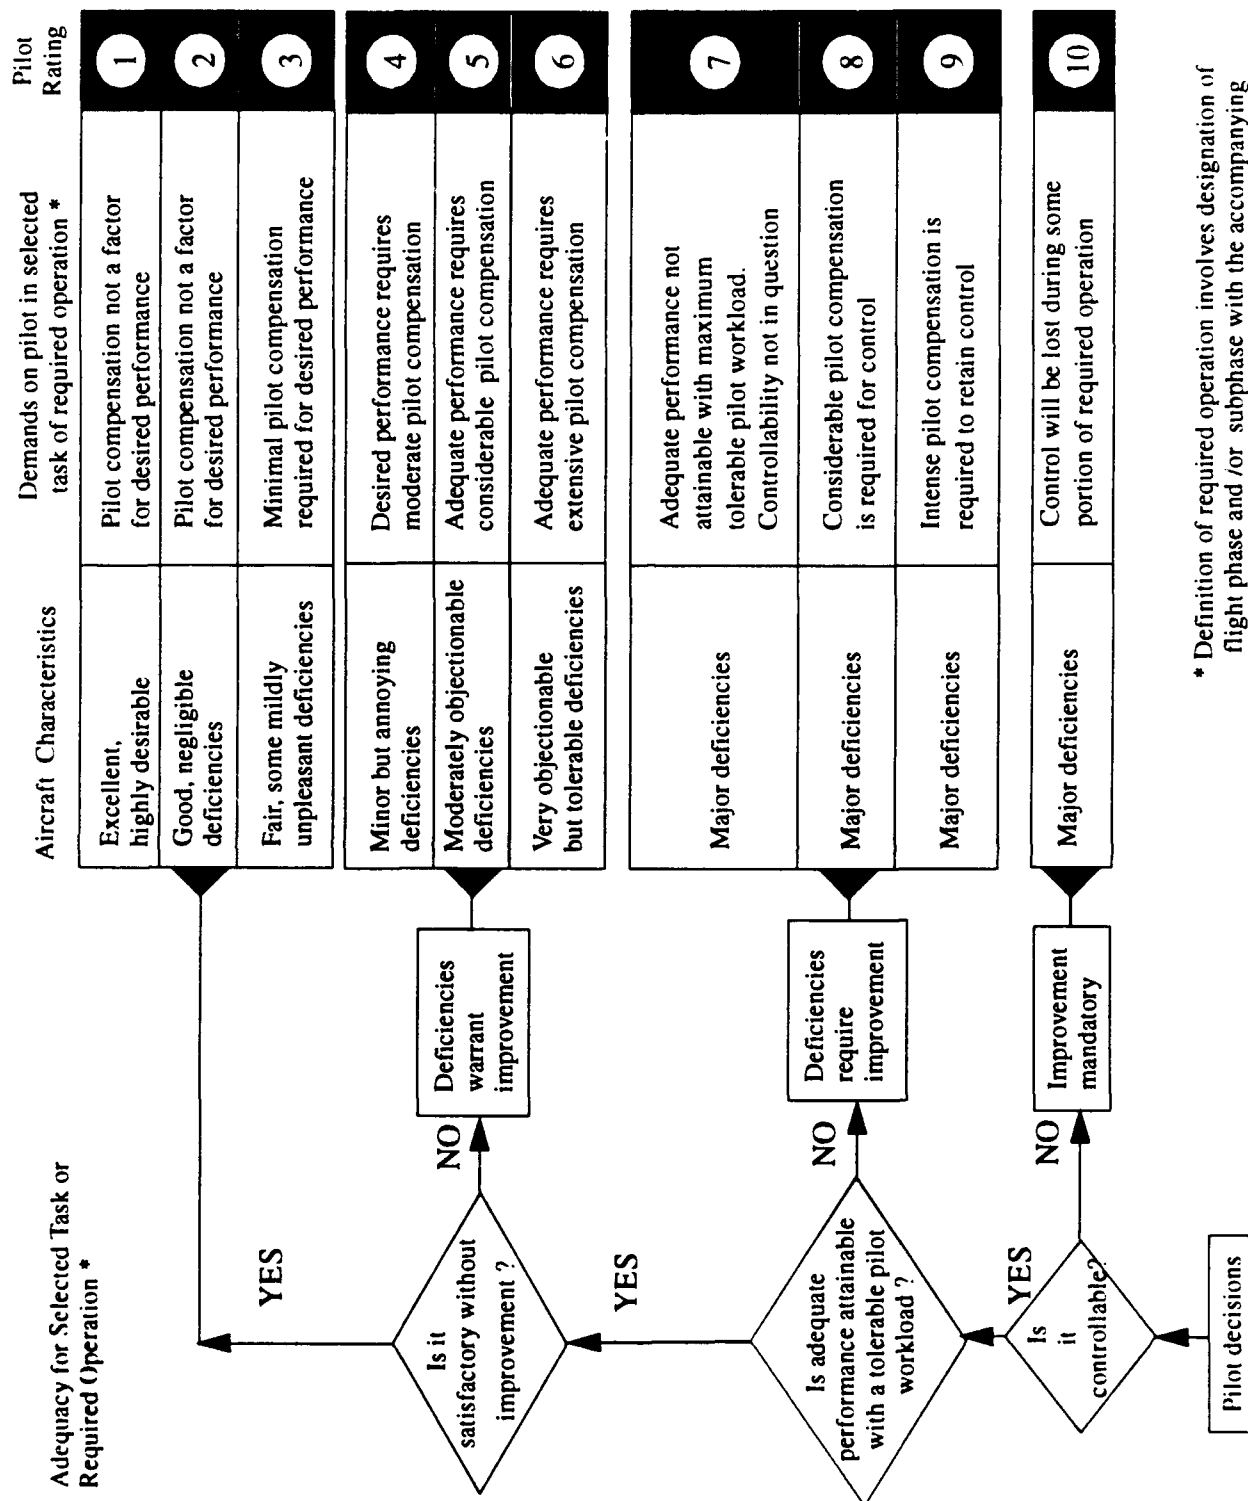 Adequacy for Selected Task or
Required Operation *
Aircraft Characteristics
Demands on pilot in selected
task of required operation *
Pilot
Rating
Excellent,
highly desirable
Pilot compensation not a factor
for desired performance
1
Good, negligible
deficiencies
Pilot compensation not a factor
for desired performance
2
Fair, some mildly
unpleasant deficiencies
Minimal pilot compensation
required for desired performance
3
YES
Is it
satisfactory without
improvement ?
NO
Deficiencies
warrant
improvement
Minor but annoying
deficiencies
Desired performance requires
moderate pilot compensation
4
Moderately objectionable
deficiencies
Adequate performance requires
considerable pilot compensation
5
Very objectionable
but tolerable deficiencies
Adequate performance requires
extensive pilot compensation
6
YES
Is adequate
performance attainable
with a tolerable pilot
workload ?
NO
Deficiencies
require
improvement
Major deficiencies
Adequate performance not
attainable with maximum
tolerable pilot workload.
Controllability not in question
7
Major deficiencies
Considerable pilot compensation
is required for control
8
Major deficiencies
Intense pilot compensation is
required to retain control
9
YES
Is
it
controllable?
NO
Improvement
mandatory
Major deficiencies
Control will be lost during some
portion of required operation
10
Pilot decisions
* Definition of required operation involves designation of
flight phase and /or subphase with the accompanying